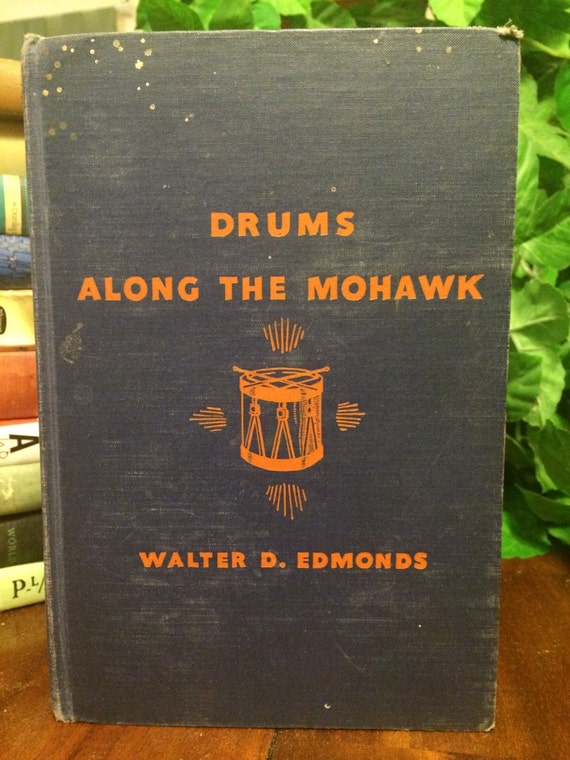 DRUMS
ALONG THE MOHAWK
WALTER D. EDMONDS